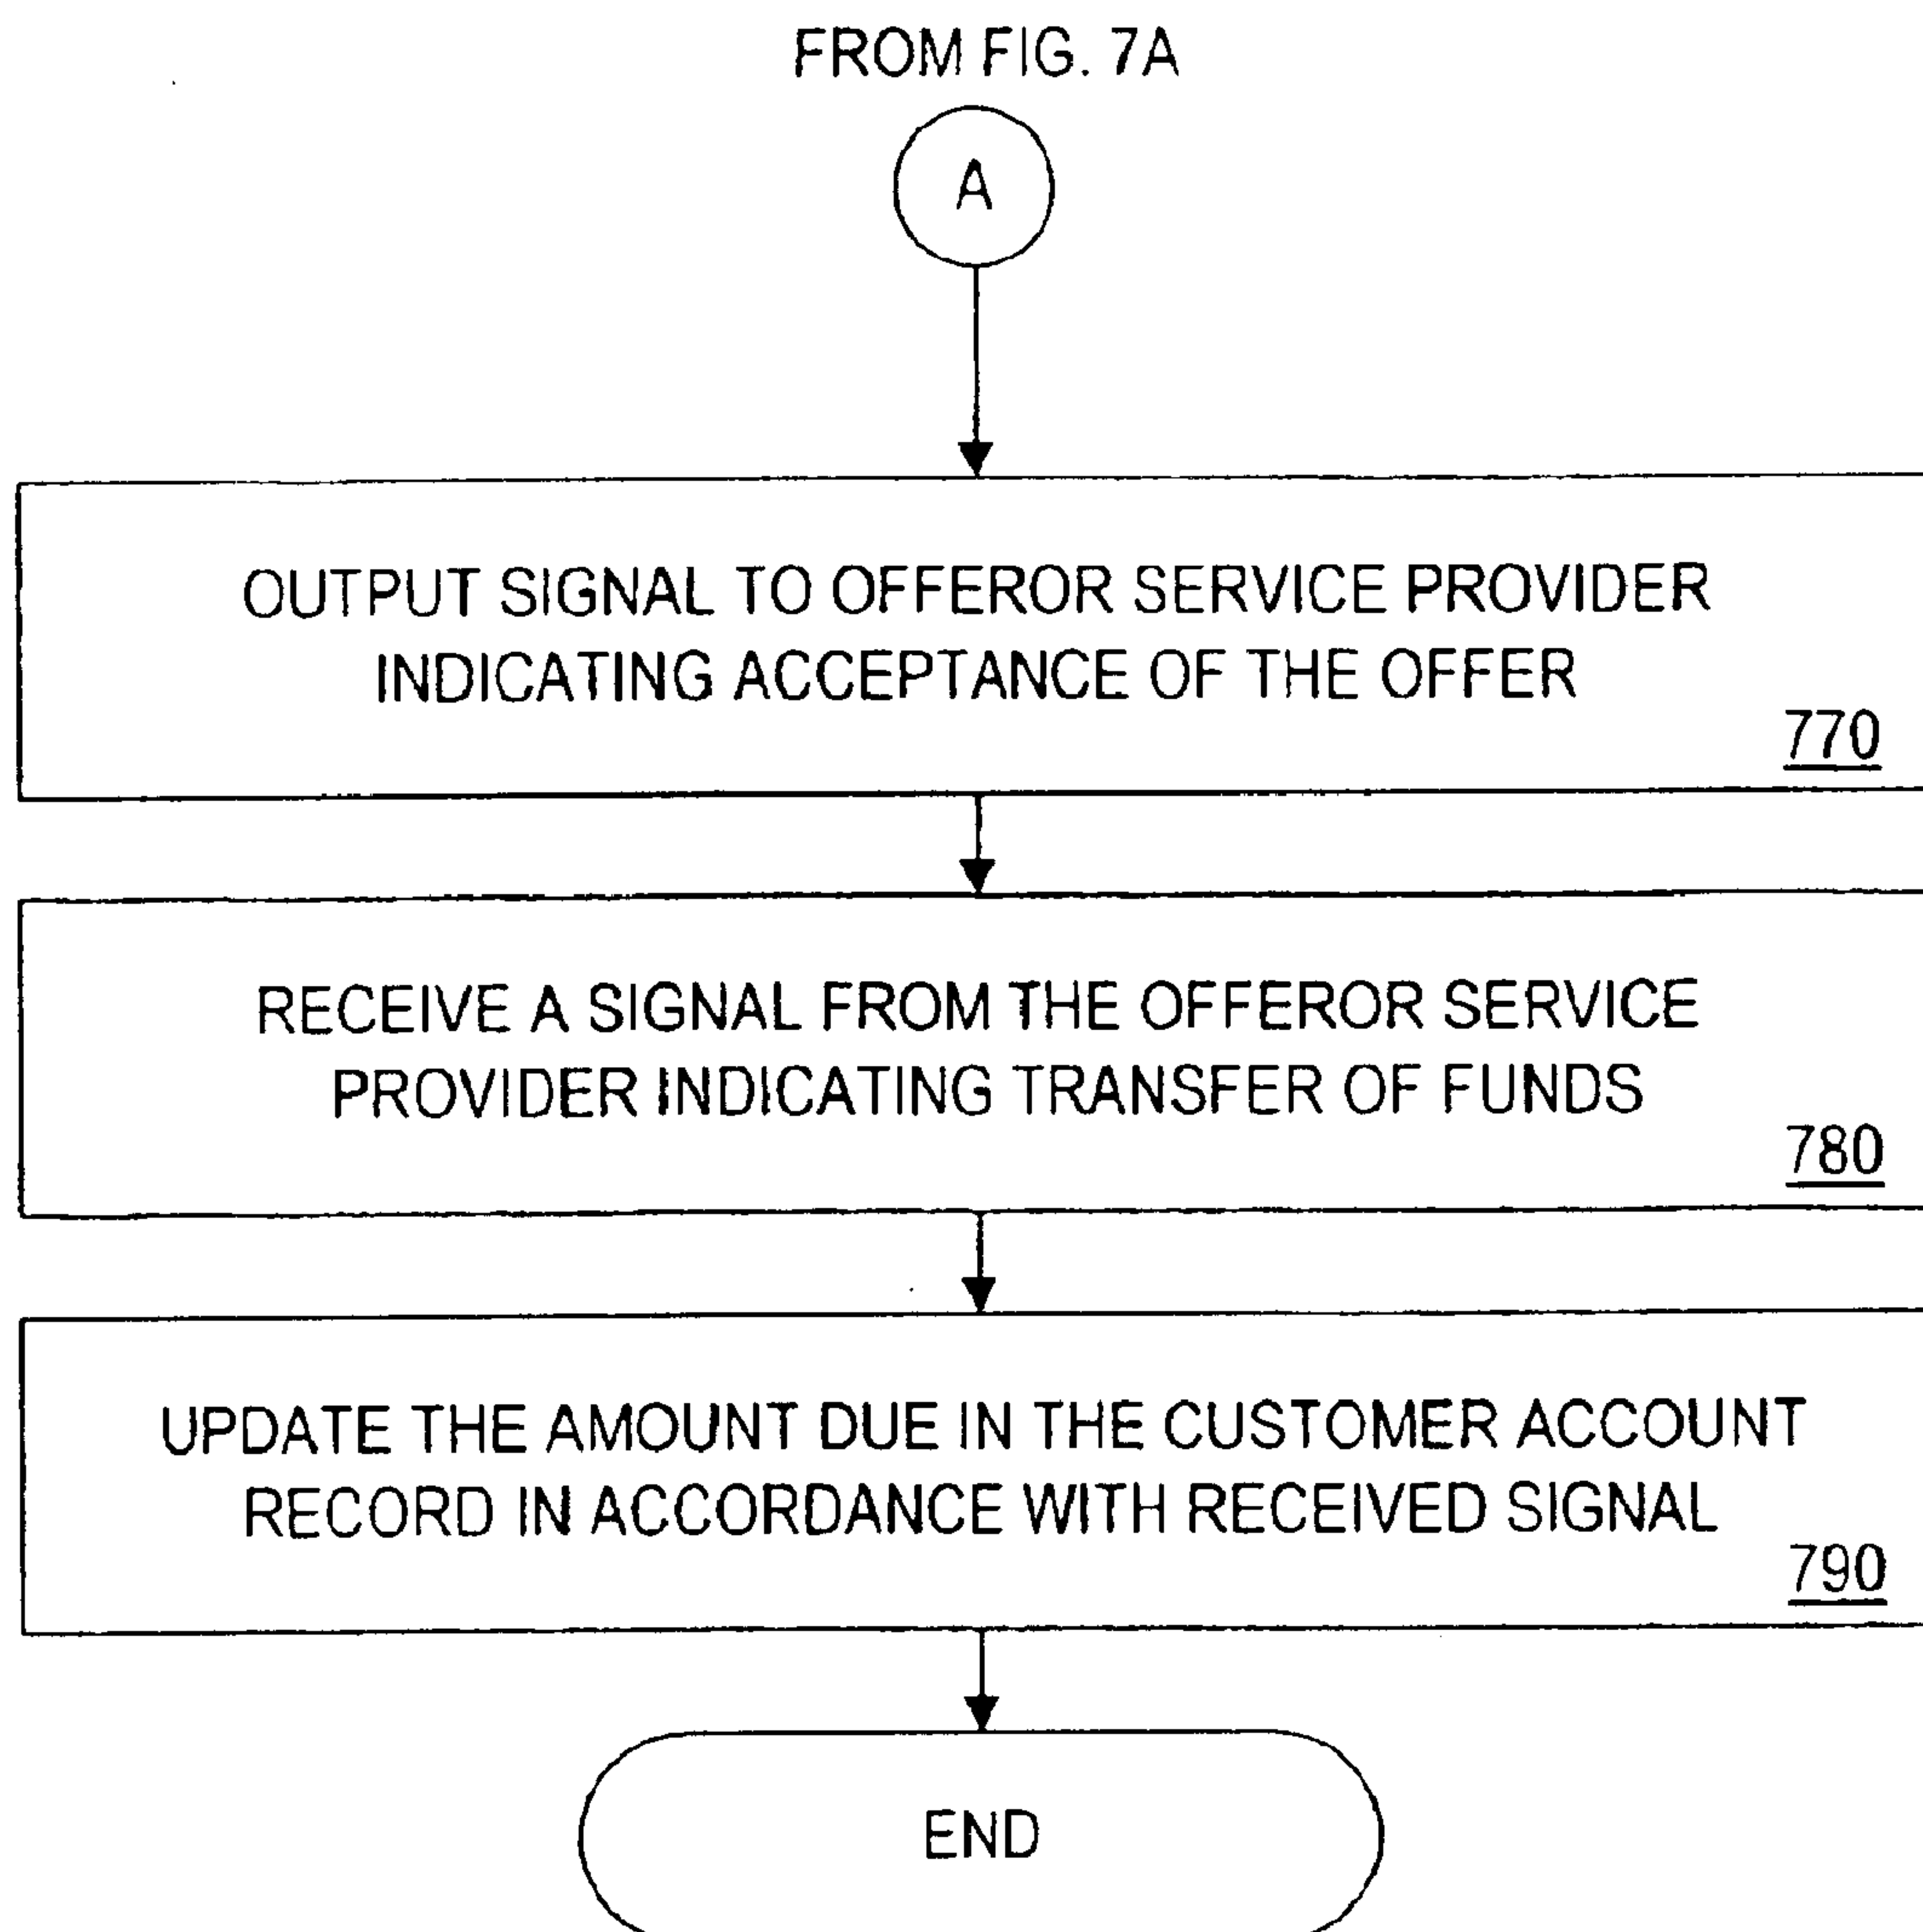 FROM FIG. 7A
A
OUTPUT SIGNAL TO OFFEROR SERVICE PROVIDER
INDICATING ACCEPTANCE OF THE OFFER
770
RECEIVE A SIGNAL FROM THE OFFEROR SERVICE
PROVIDER INDICATING TRANSFER OF FUNDS
780
UPDATE THE AMOUNT DUE IN THE CUSTOMER ACCOUNT
RECORD IN ACCORDANCE WITH RECEIVED SIGNAL
790
END